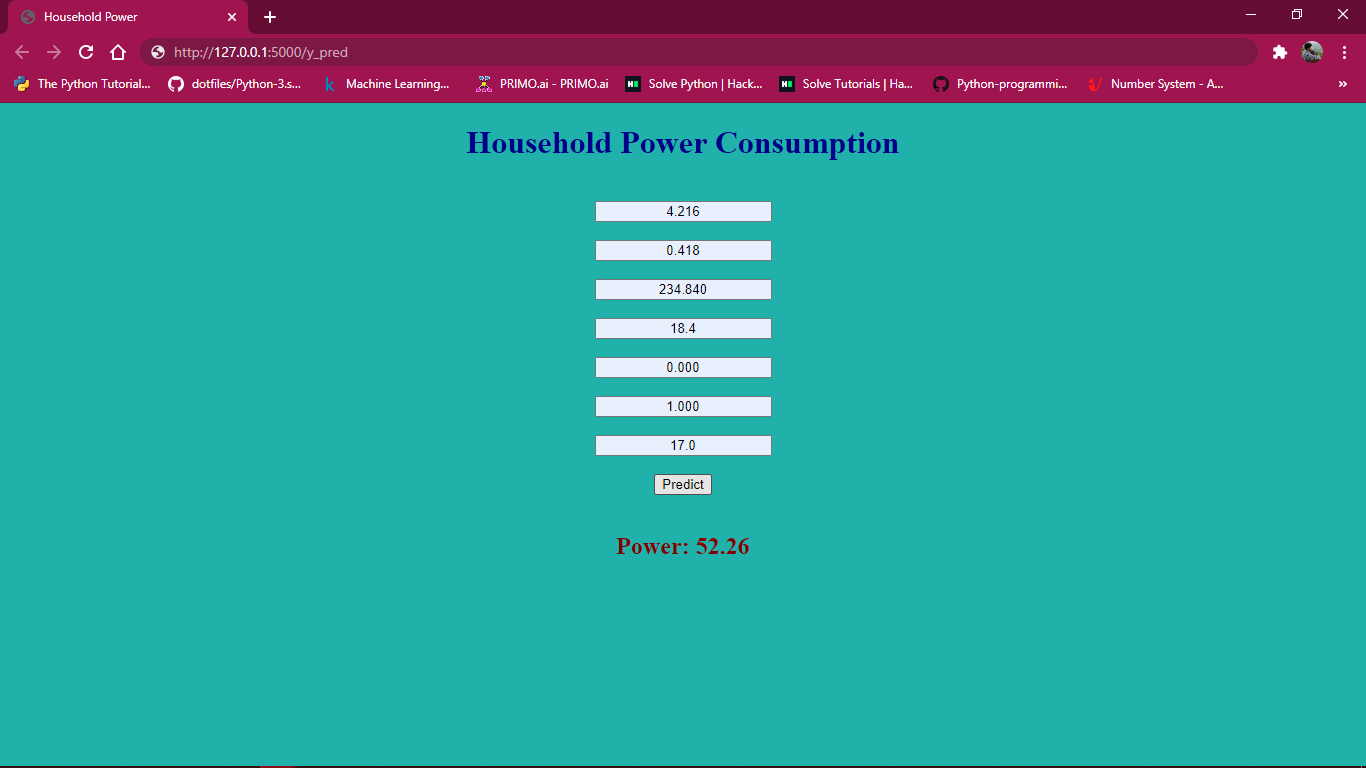 Household Power
http://127.0.0.1:5000/y_pred
The Python Tutorial... dotfiles/Python-3.s... Machine Learning... PRIMO.ai - PRIMO.ai Solve Python | Hack... Solve Tutorials | Ha... Python-programmi... Number System - A... »
Household Power Consumption
4.216
0.418
234.840
18.4
0.000
1.000
17.0
Predict
Power: 52.26